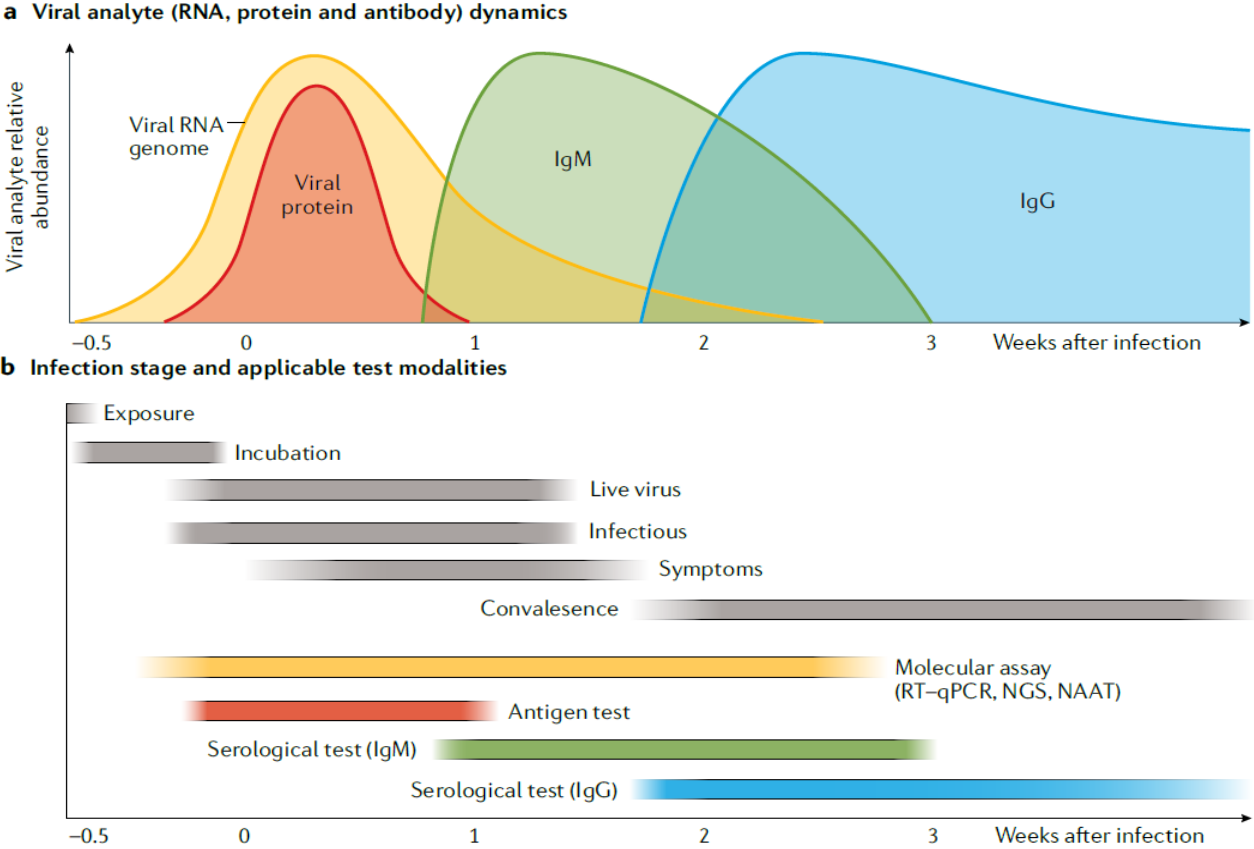 a Viral analyte (RNA, protein and antibody) dynamics
Viral analyte relative
abundance
Viral RNA
genome
Viral
protein
IgM
IgG
–0.5 0 1 2 3 Weeks after infection
b Infection stage and applicable test modalities
Exposure
Incubation
Live virus
Infectious
Symptoms
Convalesence
Molecular assay
(RT–qPCR, NGS, NAAT)
Antigen test
Serological test (IgM)
Serological test (IgG)
–0.5 0 1 2 3 Weeks after infection